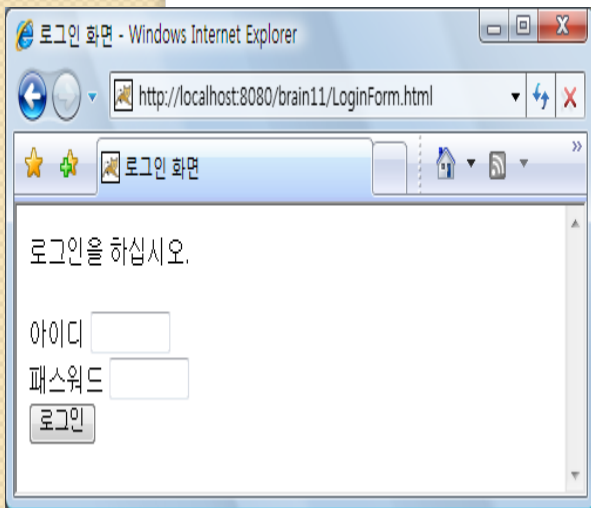 로그인 화면 - Windows Internet Explorer
http://localhost:8080/brain11/LoginForm.html
로그인 화면
로그인을 하십시오.
아이디
패스워드
로그인